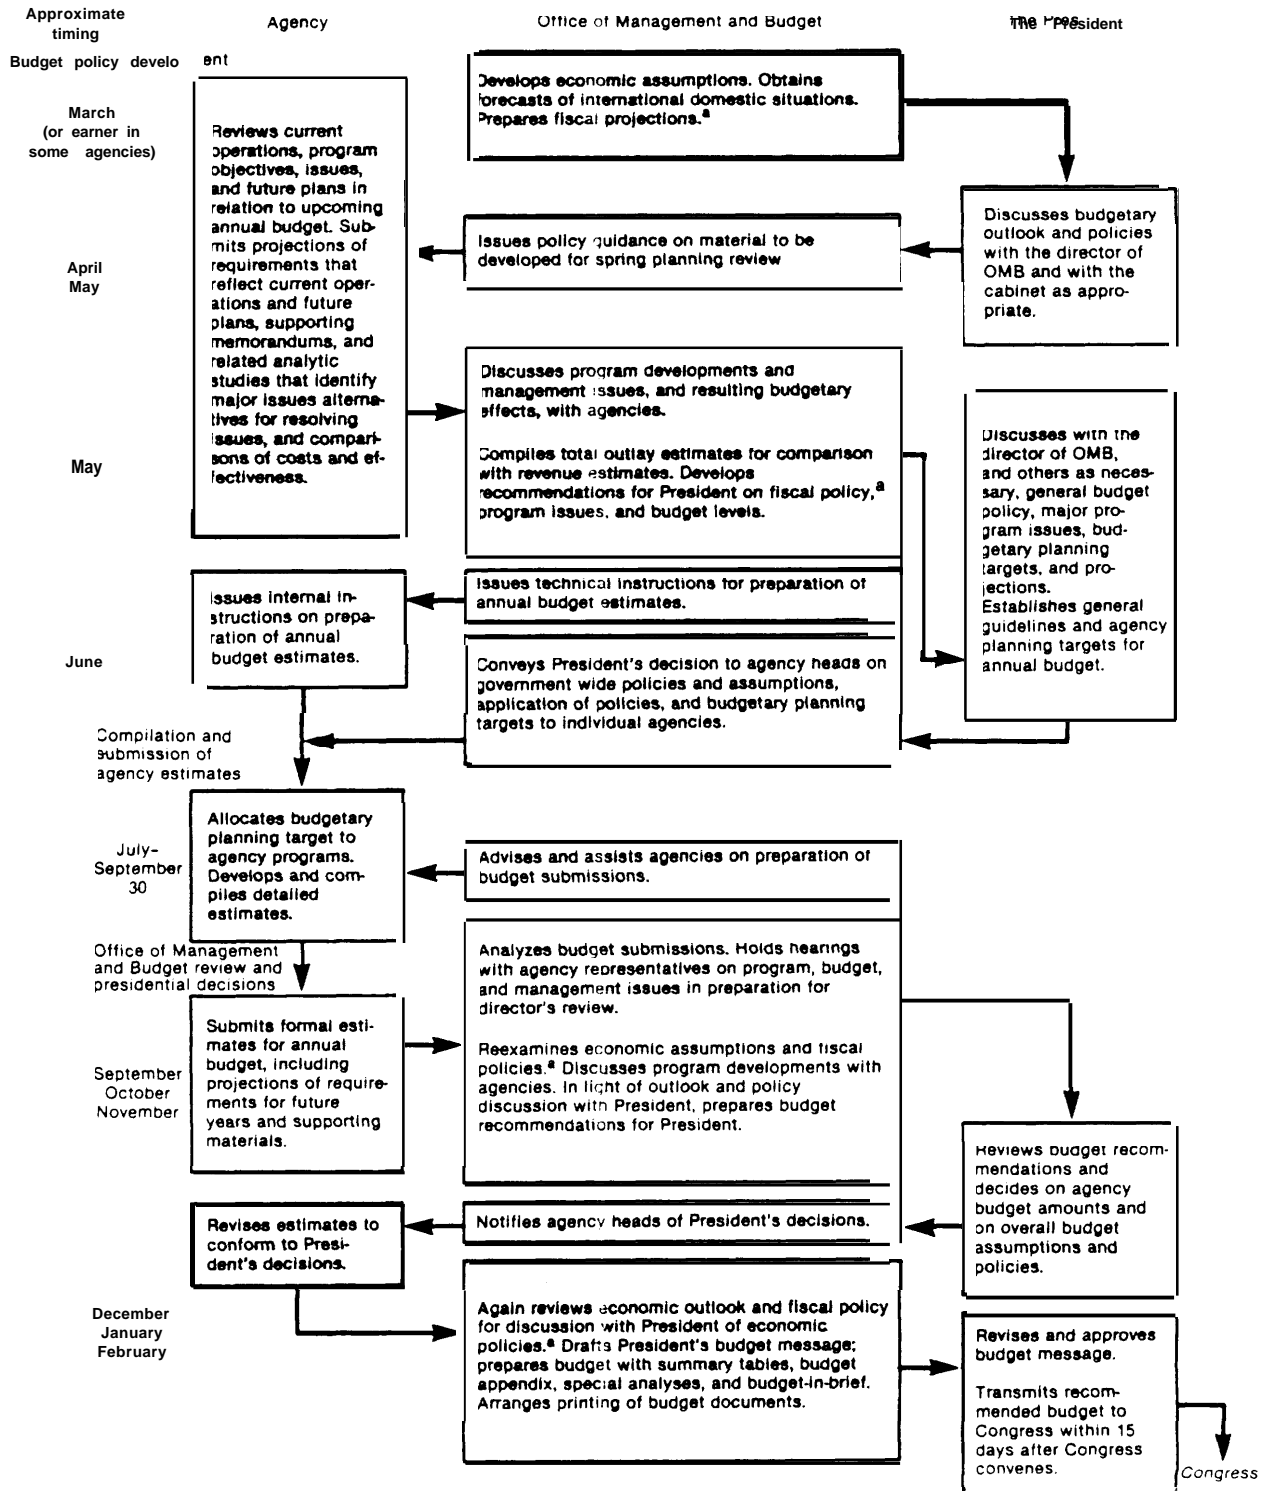 Approximate
timing
Agency
Office of Management and Budget
The President
Budget policy develo ent
March
(or earner in
some agencies)
Develops economic assumptions. Obtains
forecasts of international domestic situations.
Prepares fiscal projections.a
Reviews current
operations, program
objectives, issues,
and future plans in
relation to upcoming
annual budget. Sub-
mits projections of
requirements that
reflect current oper-
ations and future
plans, supporting
memorandums, and
related analytic
studies that identify
major issues alterna-
tives for resolving
issues, and compari-
sons of costs and ef-
fectiveness.
Discusses budgetary
outlook and policies
with the director of
OMB and with the
cabinet as appro-
priate.
April
May
Issues policy guidance on material to be
developed for spring planning review
May
Discusses program developments and
management issues, and resulting budgetary
effects, with agencies.
Compiles total outlay estimates for comparison
with revenue estimates. Develops
recommendations for President on fiscal policy,a
program issues, and budget levels.
Discusses with the
director of OMB,
and others as neces-
sary, general budget
policy, major pro-
gram issues, bud-
getary planning
targets, and pro-
jections.
Establishes general
guidelines and agency
planning targets for
annual budget.
Issues technical instructions for preparation of
annual budget estimates.
Issues internal in-
structions on prepa-
ration of annual
budget estimates.
June
Conveys President's decision to agency heads on
government wide policies and assumptions,
application of policies, and budgetary planning
targets to individual agencies.
Compilation and
submission of
agency estimates
July-
September
30
Allocates budgetary
planning target to
agency programs.
Develops and com-
piles detailed
estimates.
Advises and assists agencies on preparation of
budget submissions.
Office of Management
and Budget review and
presidential decisions
Analyzes budget submissions. Holds hearings
with agency representatives on program, budget,
and management issues in preparation for
director's review.
Reexamines economic assumptions and fiscal
policies.a Discusses program developments with
agencies. In light of outlook and policy
discussion with President, prepares budget
recommendations for President.
September
October
November
Submits formal esti-
mates for annual
budget, including
projections of require-
ments for future
years and supporting
materials.
Reviews budget recom-
mendations and
decides on agency
budget amounts and
on overall budget
assumptions and
policies.
Notifies agency heads of President's decisions.
Revises estimates to
conform to Presi-
dent's decisions.
December
January
February
Again reviews economic outlook and fiscal policy
for discussion with President of economic
policies.a Drafts President's budget message;
prepares budget with summary tables, budget
appendix, special analyses, and budget-in-brief.
Arranges printing of budget documents.
Revises and approves
budget message.
Transmits recom-
mended budget to
Congress within 15
days after Congress
convenes.
Congress